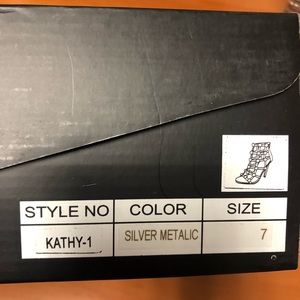 STYLE NO COLOR SIZE
KATHY-1 SILVER METALIC 7